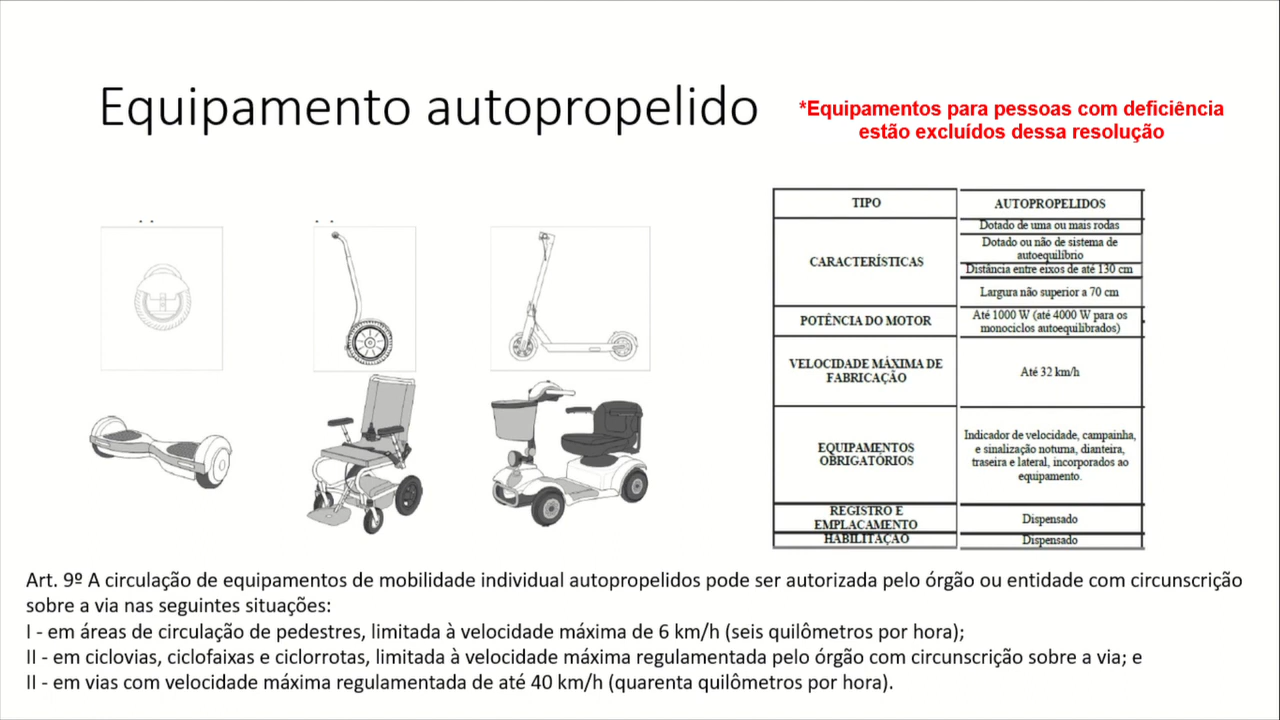 Equipamento autopropelido
*Equipamentos para pessoas com deficiência
estão excluídos dessa resolução
TIPO
AUTOPROPELIDOS
CARACTERÍSTICAS
Dotado de uma ou mais rodas
Dotado ou não de sistema de
autoequilíbrio
Distância entre eixos de até 130 cm
Largura não superior a 70 cm
POTÊNCIA DO MOTOR
Até 1000 W (até 4000 W para os
monociclos autoequilibrados)
VELOCIDADE MÁXIMA DE
FABRICAÇÃO
Até 32 km/h
EQUIPAMENTOS
OBRIGATÓRIOS
Indicador de velocidade, campainha,
e sinalização noturna, dianteira,
traseira e lateral, incorporados ao
equipamento.
REGISTRO E
EMPLACAMENTO
Dispensado
HABILITAÇÃO
Dispensado
Art. 9º A circulação de equipamentos de mobilidade individual autopropelidos pode ser autorizada pelo órgão ou entidade com circunscrição
sobre a via nas seguintes situações:
I - em áreas de circulação de pedestres, limitada à velocidade máxima de 6 km/h (seis quilômetros por hora);
II - em ciclovias, ciclofaixas e ciclorrotas, limitada à velocidade máxima regulamentada pelo órgão com circunscrição sobre a via; e
II - em vias com velocidade máxima regulamentada de até 40 km/h (quarenta quilômetros por hora).